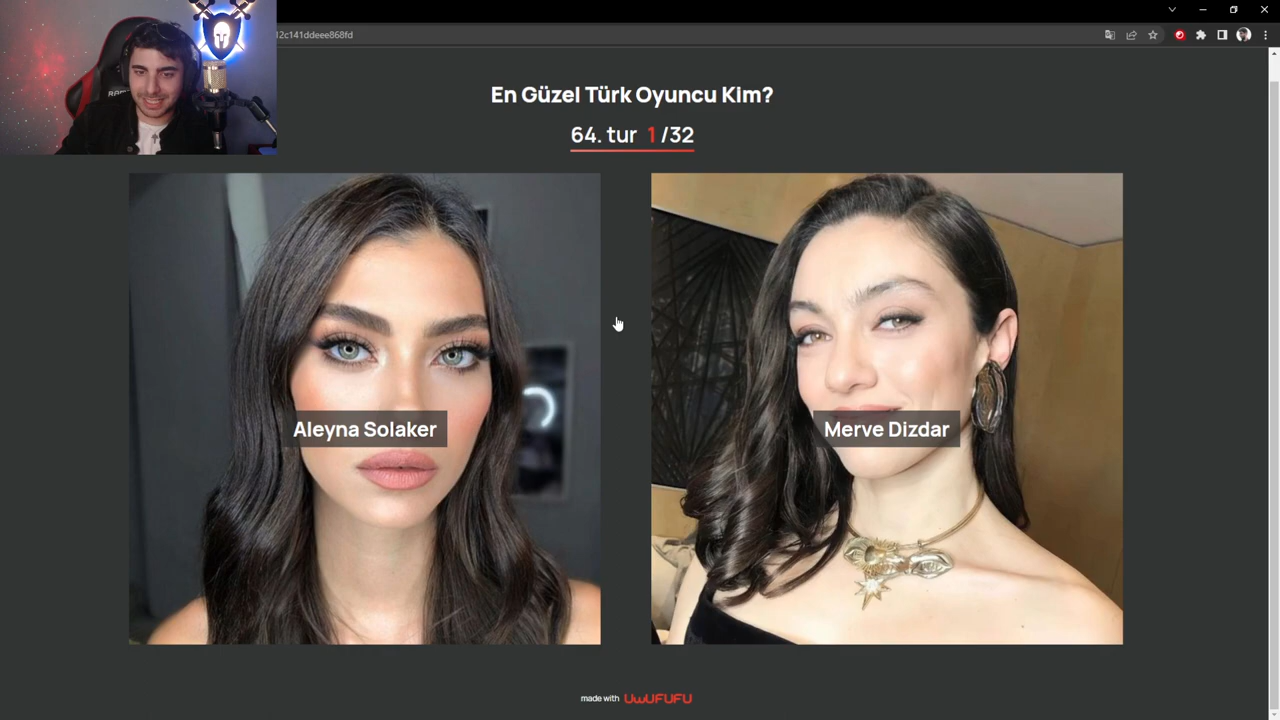 12c141ddeee868fd
En Güzel Türk Oyuncu Kim?
64. tur 1 /32
Aleyna Solaker
Merve Dizdar
made with UwUFUFU